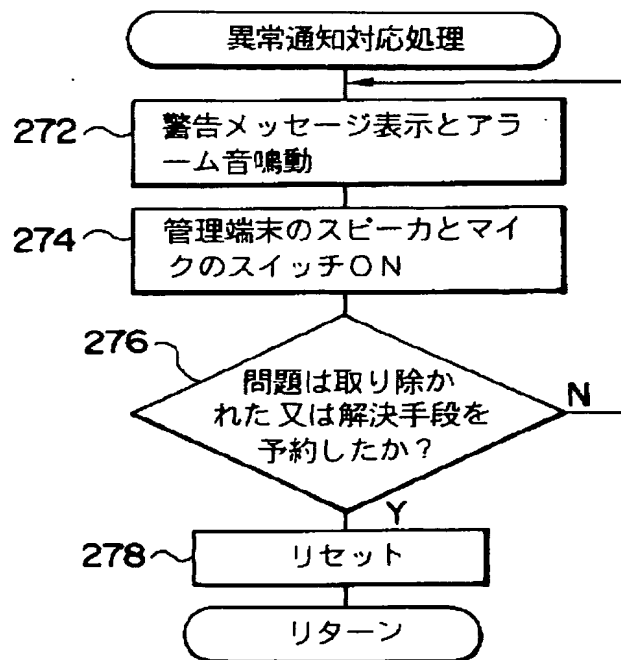 異常通知対応処理
272
警告メッセージ表示とアラ
ーム音鳴動
274
管理端末のスピーカとマイ
クのスイッチON
276
問題は取り除か
れた又は解決手段を
予約したか？
N
Y
278
リセット
リターン